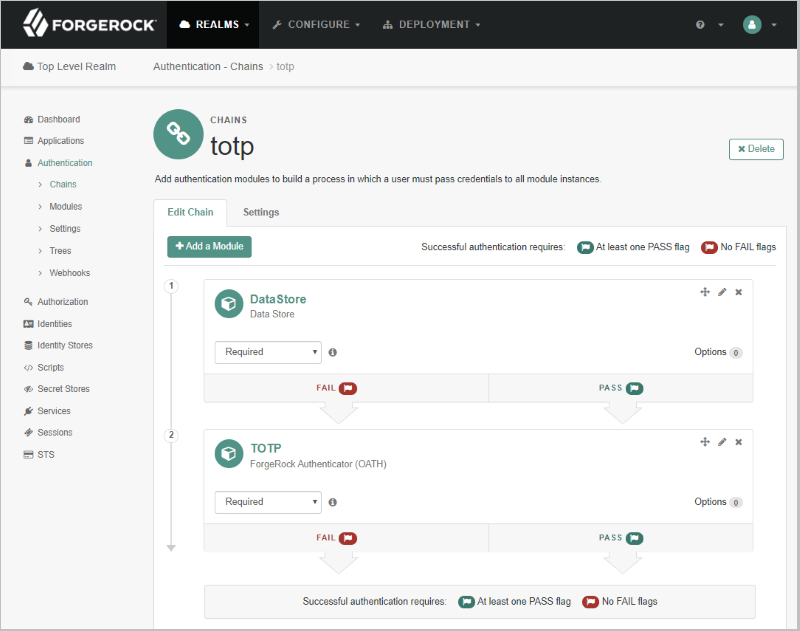 FORGEROCK
REALMS
CONFIGURE
DEPLOYMENT
Top Level Realm
Authentication - Chains > totp
Dashboard
Applications
Authentication
Chains
Modules
Settings
Trees
Webhooks
Authorization
Identities
Identity Stores
Scripts
Secret Stores
Services
Sessions
STS
CHAINS
totp
Delete
Add authentication modules to build a process in which a user must pass credentials to all module instances.
Edit Chain Settings
Add a Module
Successful authentication requires: At least one PASS flag No FAIL flags
1
DataStore
Data Store
Required
Options 0
FAIL PASS
2
TOTP
ForgeRock Authenticator (OATH)
Required
Options 0
FAIL PASS
Successful authentication requires: At least one PASS flag No FAIL flags